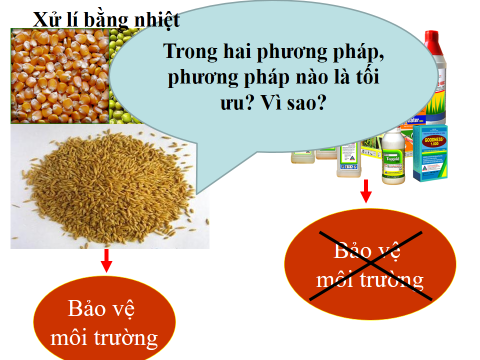 Xử lí bằng nhiệt
Trong hai phương pháp,
phương pháp nào là tối
ưu? Vì sao?
Bảo vệ
môi trường
Bảo vệ
môi trường